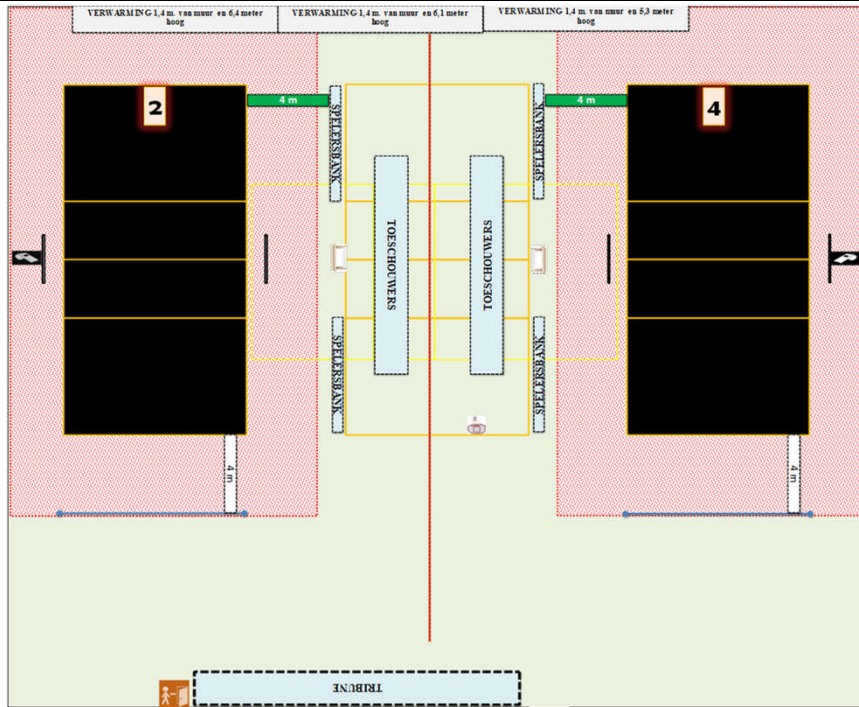 VERWARMING 1,4 m. van muur en 6,4 meter
hoog
VERWARMING 1,4 m. van muur en 6,1 meter
hoog
VERWARMING 1,4 m. van muur en 5,3 meter
hoog
2
4 m
SPELERSBANK
SPELERSBANK
4 m
4
TOESCHOUWERS
TOESCHOUWERS
SPELERSBANK
SPELERSBANK
4 m
4 m
TRIBUNE